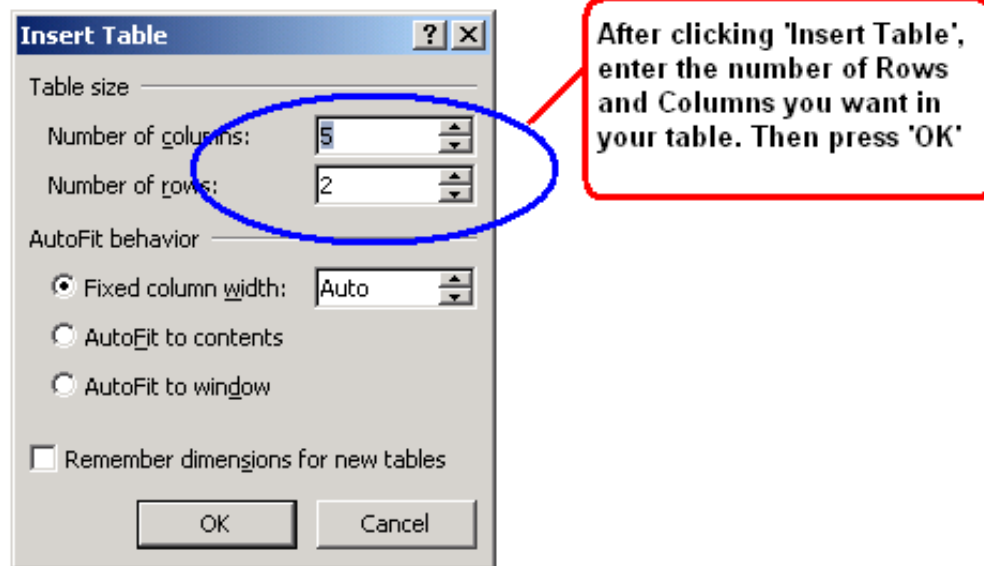 Insert Table
After clicking 'Insert Table',
enter the number of Rows
and Columns you want in
your table. Then press 'OK'
Table size
Number of columns: 5
Number of rows: 2
AutoFit behavior
Fixed column width: Auto
AutoFit to contents
AutoFit to window
Remember dimensions for new tables
OK Cancel